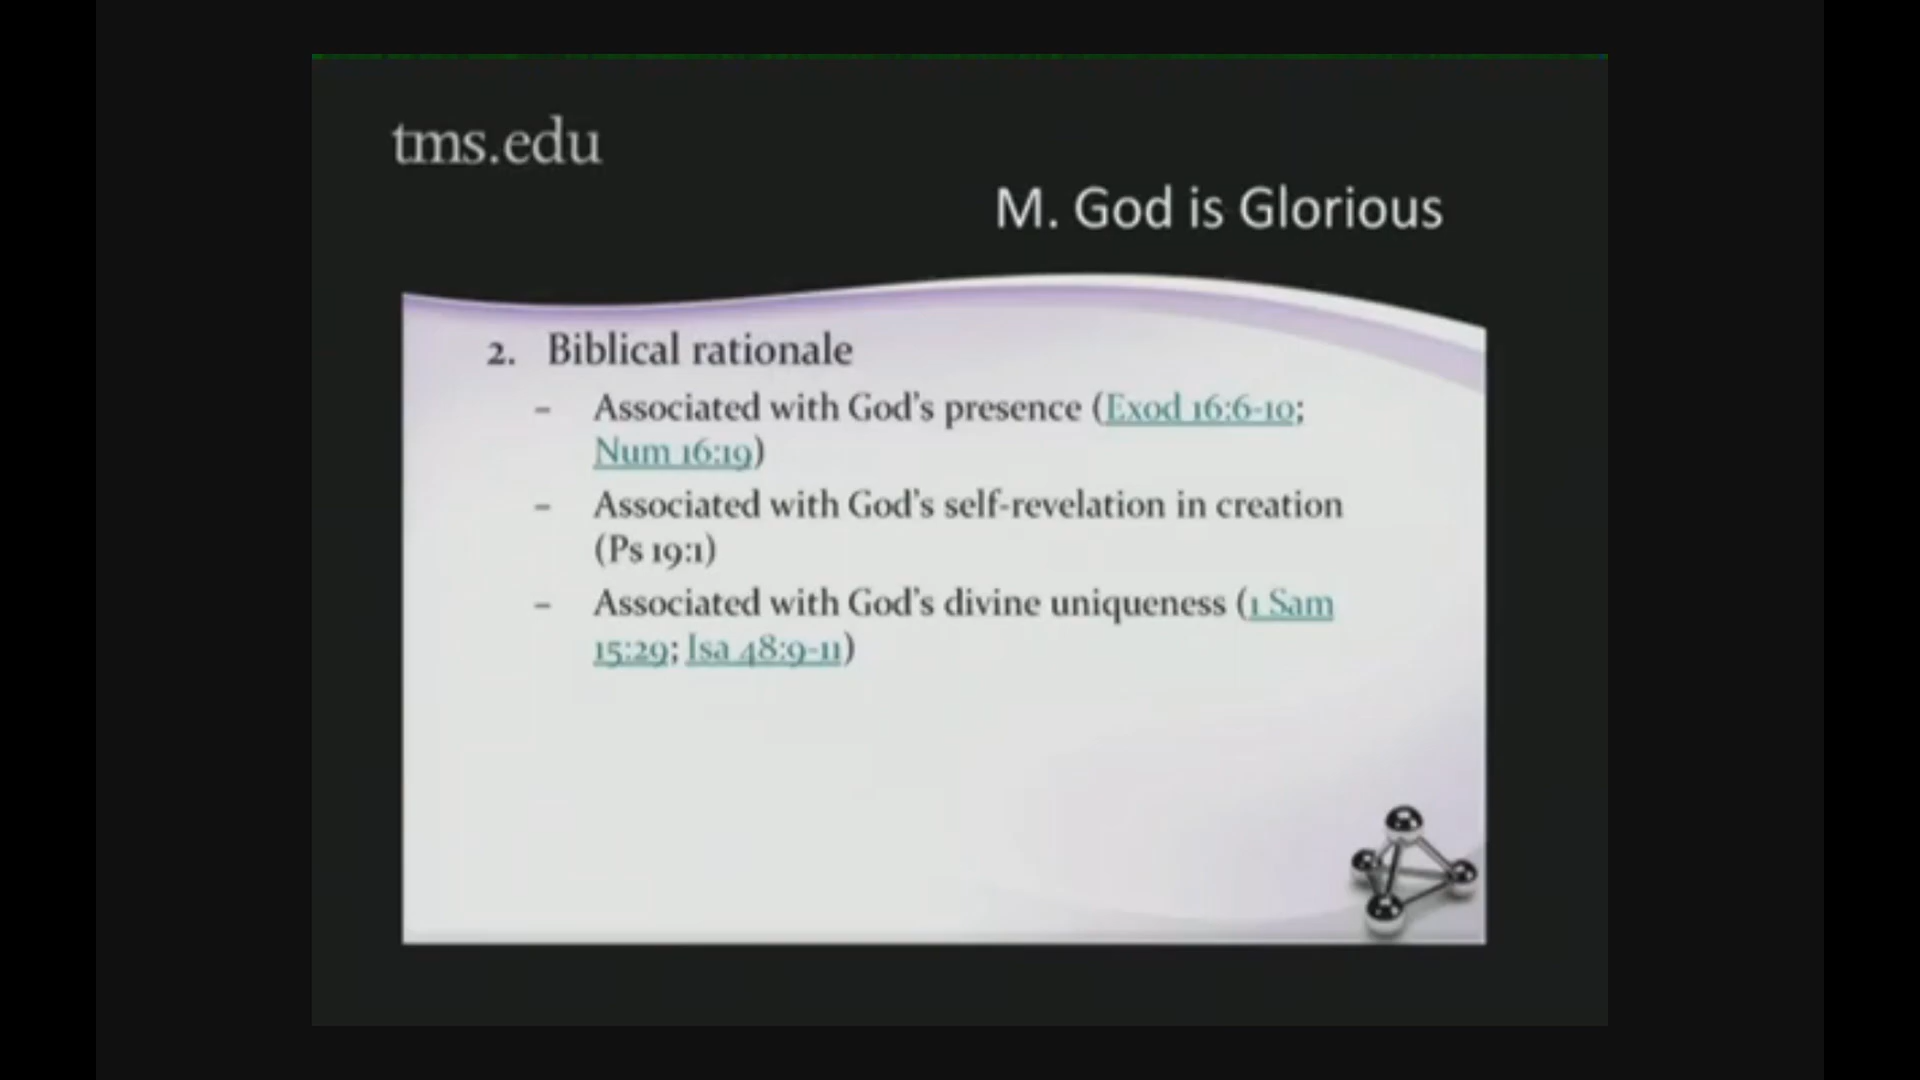 tms.edu
M. God is Glorious
2. Biblical rationale
– Associated with God's presence (Exod 16:6-10;
Num 16:19)
– Associated with God's self-revelation in creation
(Ps 19:1)
– Associated with God's divine uniqueness (1 Sam
15:29; Isa 48:9-11)